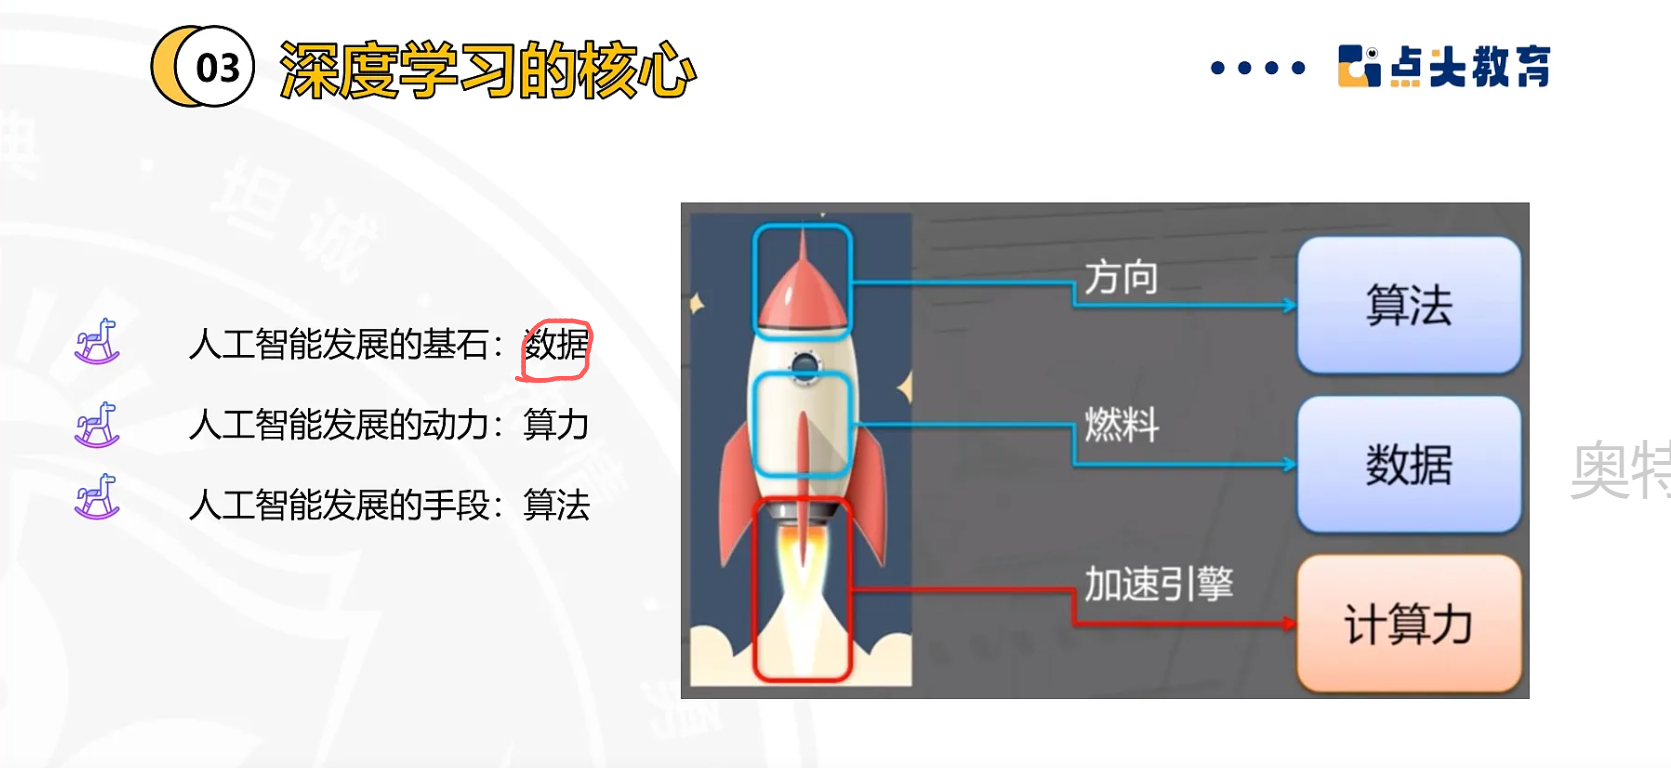 03 深度学习的核心
点头教育
人工智能发展的基石：数据
人工智能发展的动力：算力
人工智能发展的手段：算法
方向
算法
燃料
数据
加速引擎
计算力
奥特
坦诚